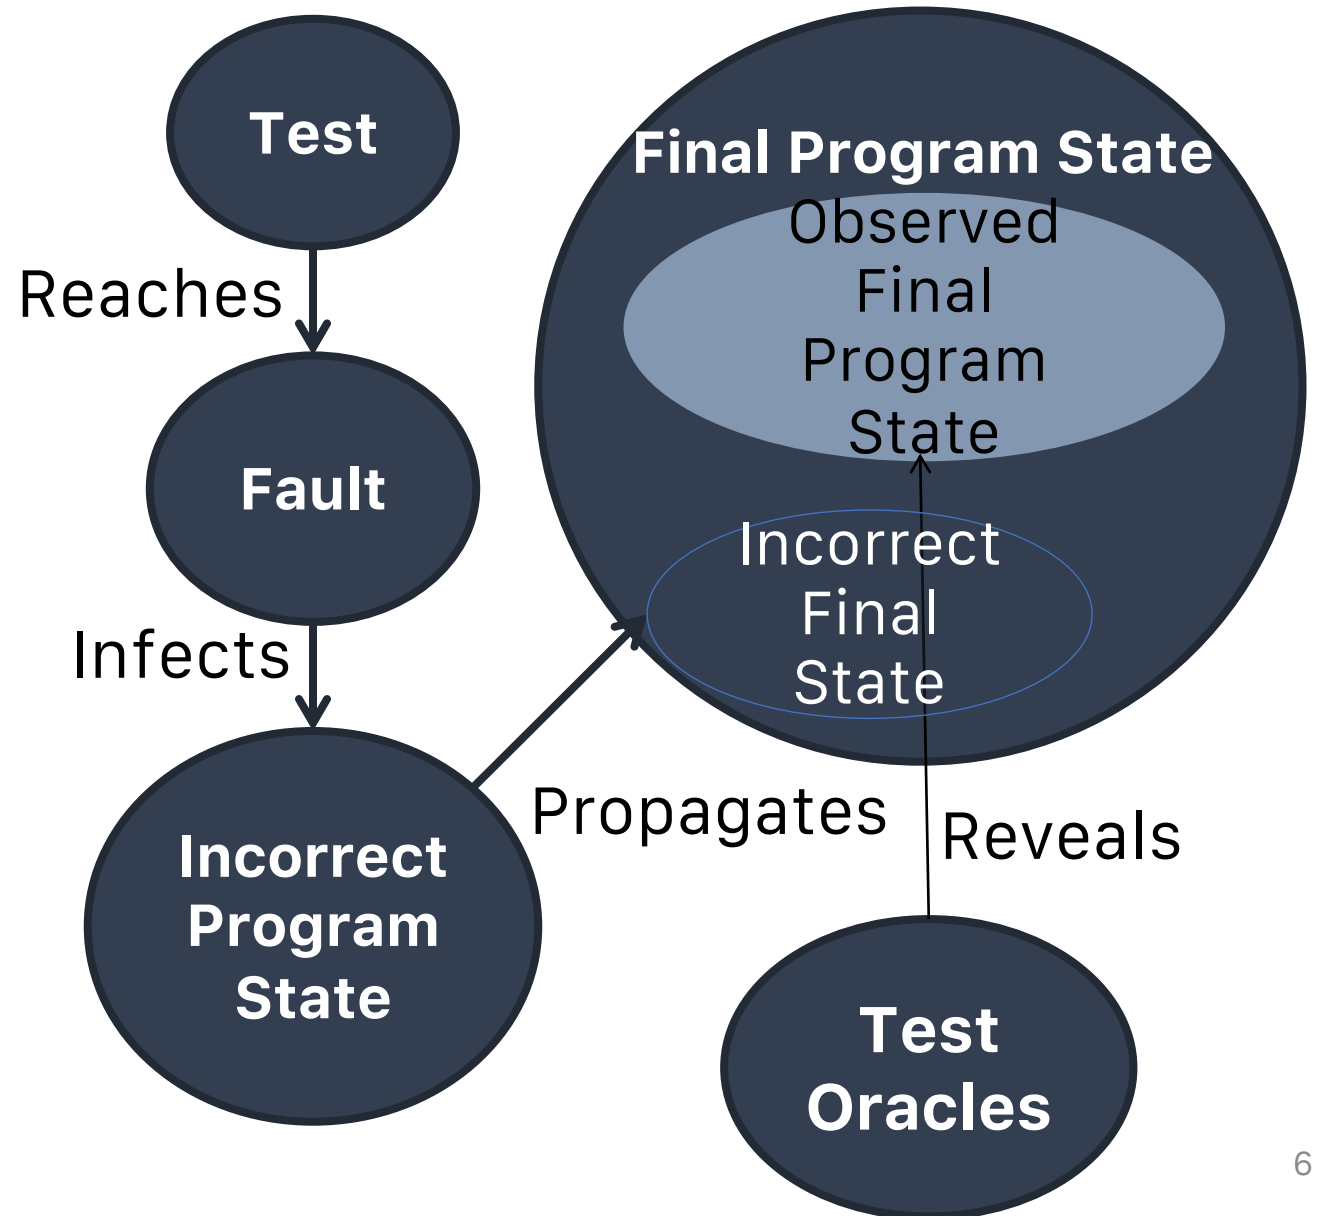 Test
Reaches
Fault
Infects
Incorrect
Program
State
Propagates
Final Program State
Observed
Final
Program
State
Incorrect
Final
State
Reveals
Test
Oracles
6